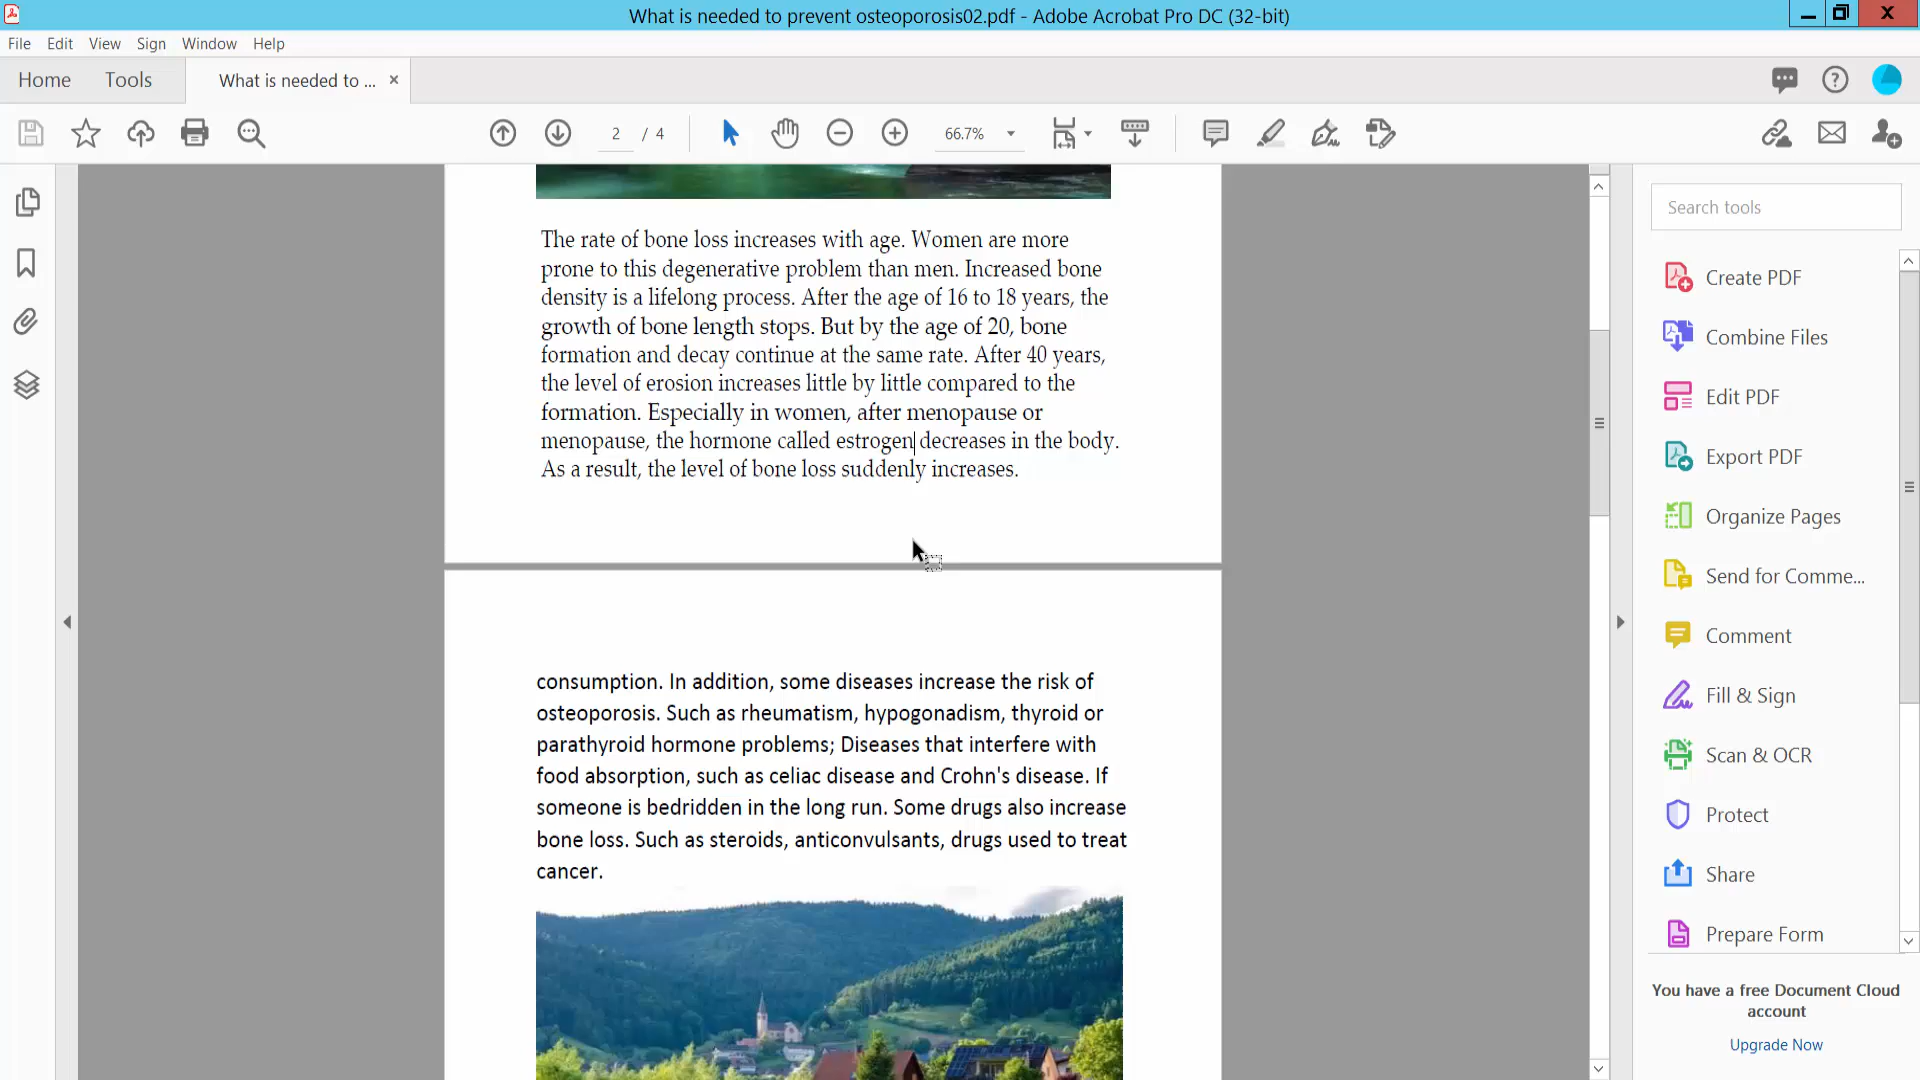 What is needed to prevent osteoporosis02.pdf - Adobe Acrobat Pro DC (32-bit)
File Edit View Sign Window Help
Home Tools What is needed to ... ×
2 / 4 66.7%
The rate of bone loss increases with age. Women are more
prone to this degenerative problem than men. Increased bone
density is a lifelong process. After the age of 16 to 18 years, the
growth of bone length stops. But by the age of 20, bone
formation and decay continue at the same rate. After 40 years,
the level of erosion increases little by little compared to the
formation. Especially in women, after menopause or
menopause, the hormone called estrogen decreases in the body.
As a result, the level of bone loss suddenly increases.
consumption. In addition, some diseases increase the risk of
osteoporosis. Such as rheumatism, hypogonadism, thyroid or
parathyroid hormone problems; Diseases that interfere with
food absorption, such as celiac disease and Crohn's disease. If
someone is bedridden in the long run. Some drugs also increase
bone loss. Such as steroids, anticonvulsants, drugs used to treat
cancer.
Search tools
Create PDF
Combine Files
Edit PDF
Export PDF
Organize Pages
Send for Comme...
Comment
Fill & Sign
Scan & OCR
Protect
Share
Prepare Form
You have a free Document Cloud
account
Upgrade Now